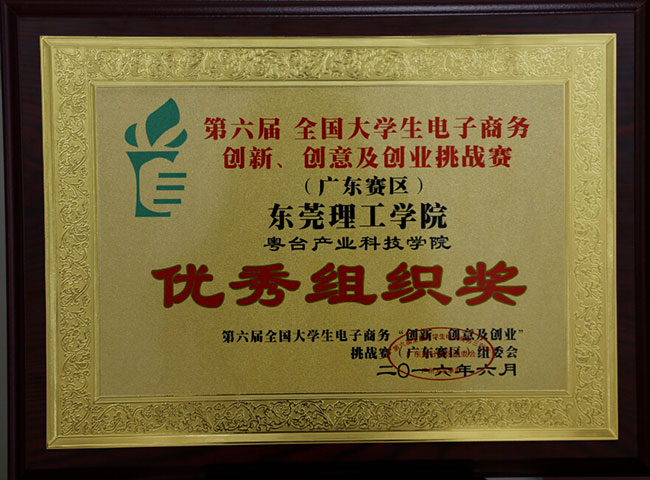 第六届 全国大学生电子商务
创新、创意及创业挑战赛
（广东赛区）
东莞理工学院
粤台产业科技学院
优秀组织奖
第六届全国大学生电子商务“创新、创意及创业”
挑战赛（广东赛区）组委会
二〇一六年六月